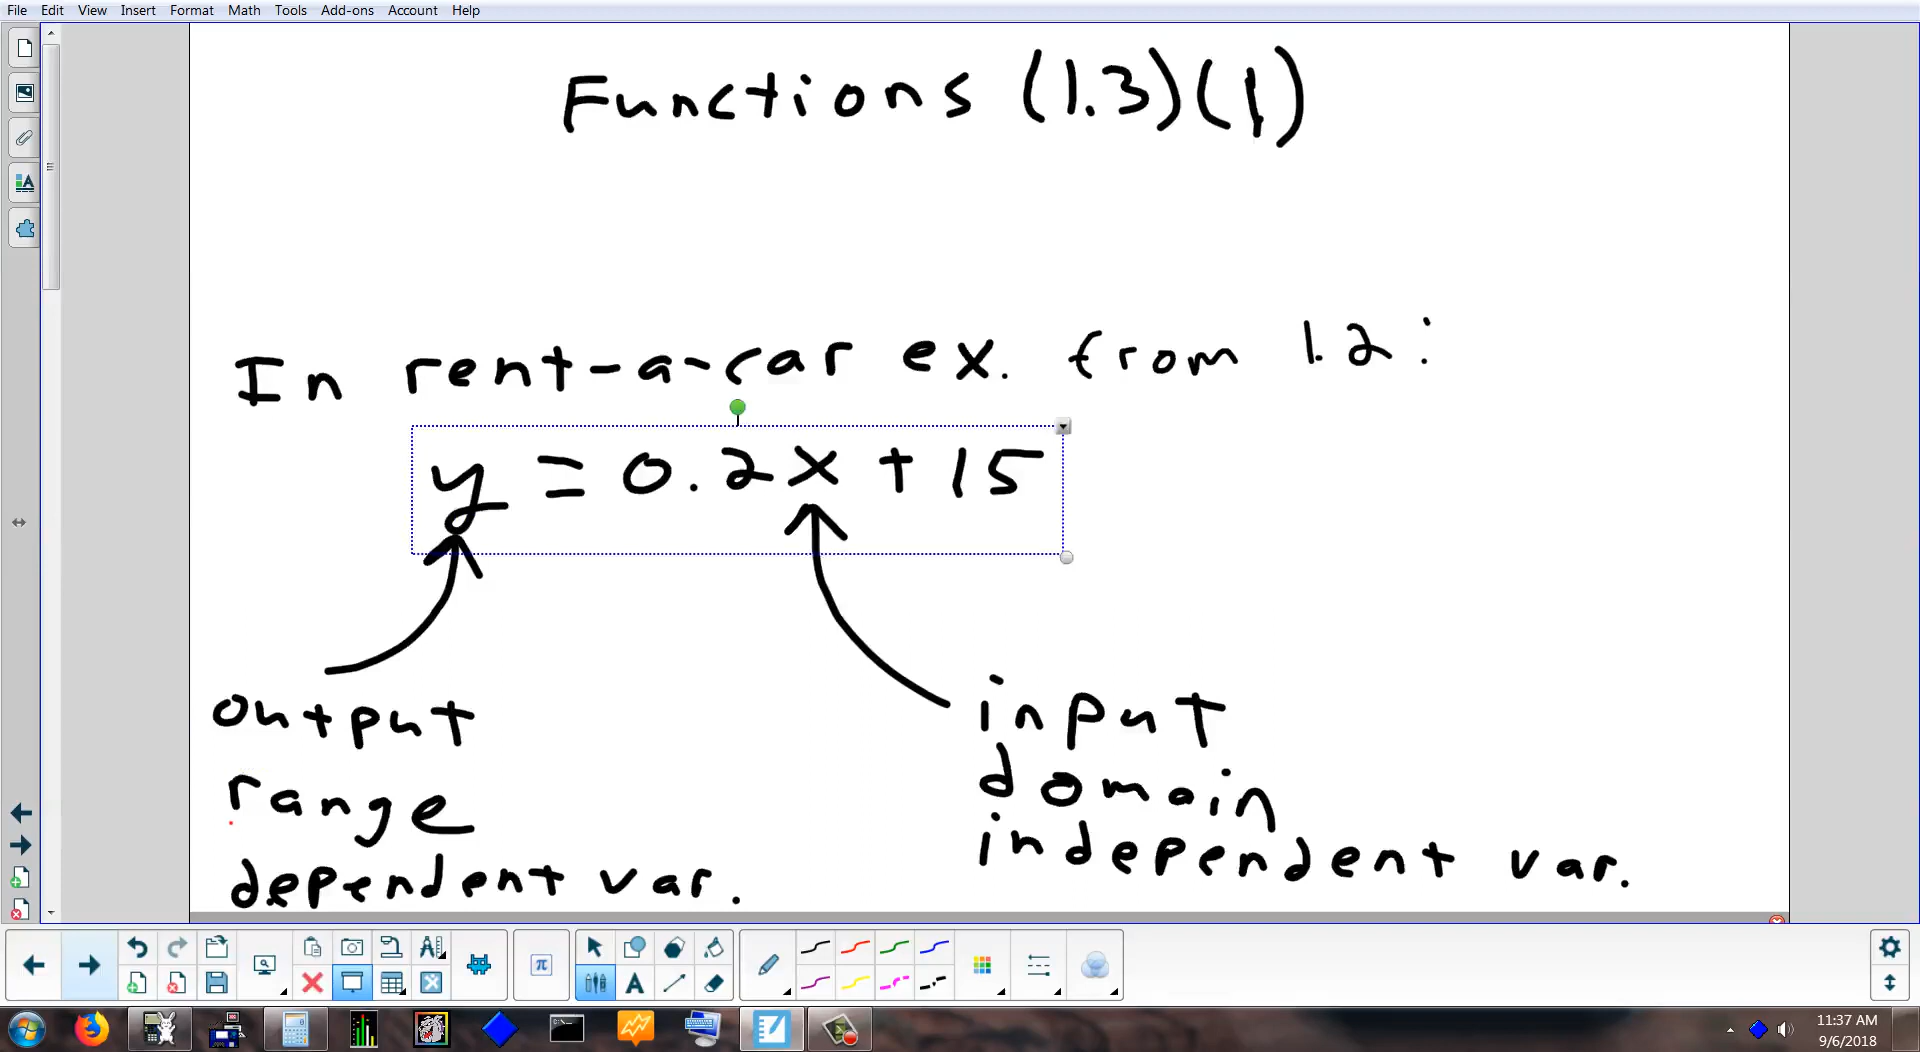 File Edit View Insert Format Math Tools Add-ons Account Help
Functions (1.3)(1)
In rent-a-car ex. from 1.2:
y = 0.2x + 15
output
range
dependent var.
input
domain
independent var.
π
A
11:37 AM
9/6/2018